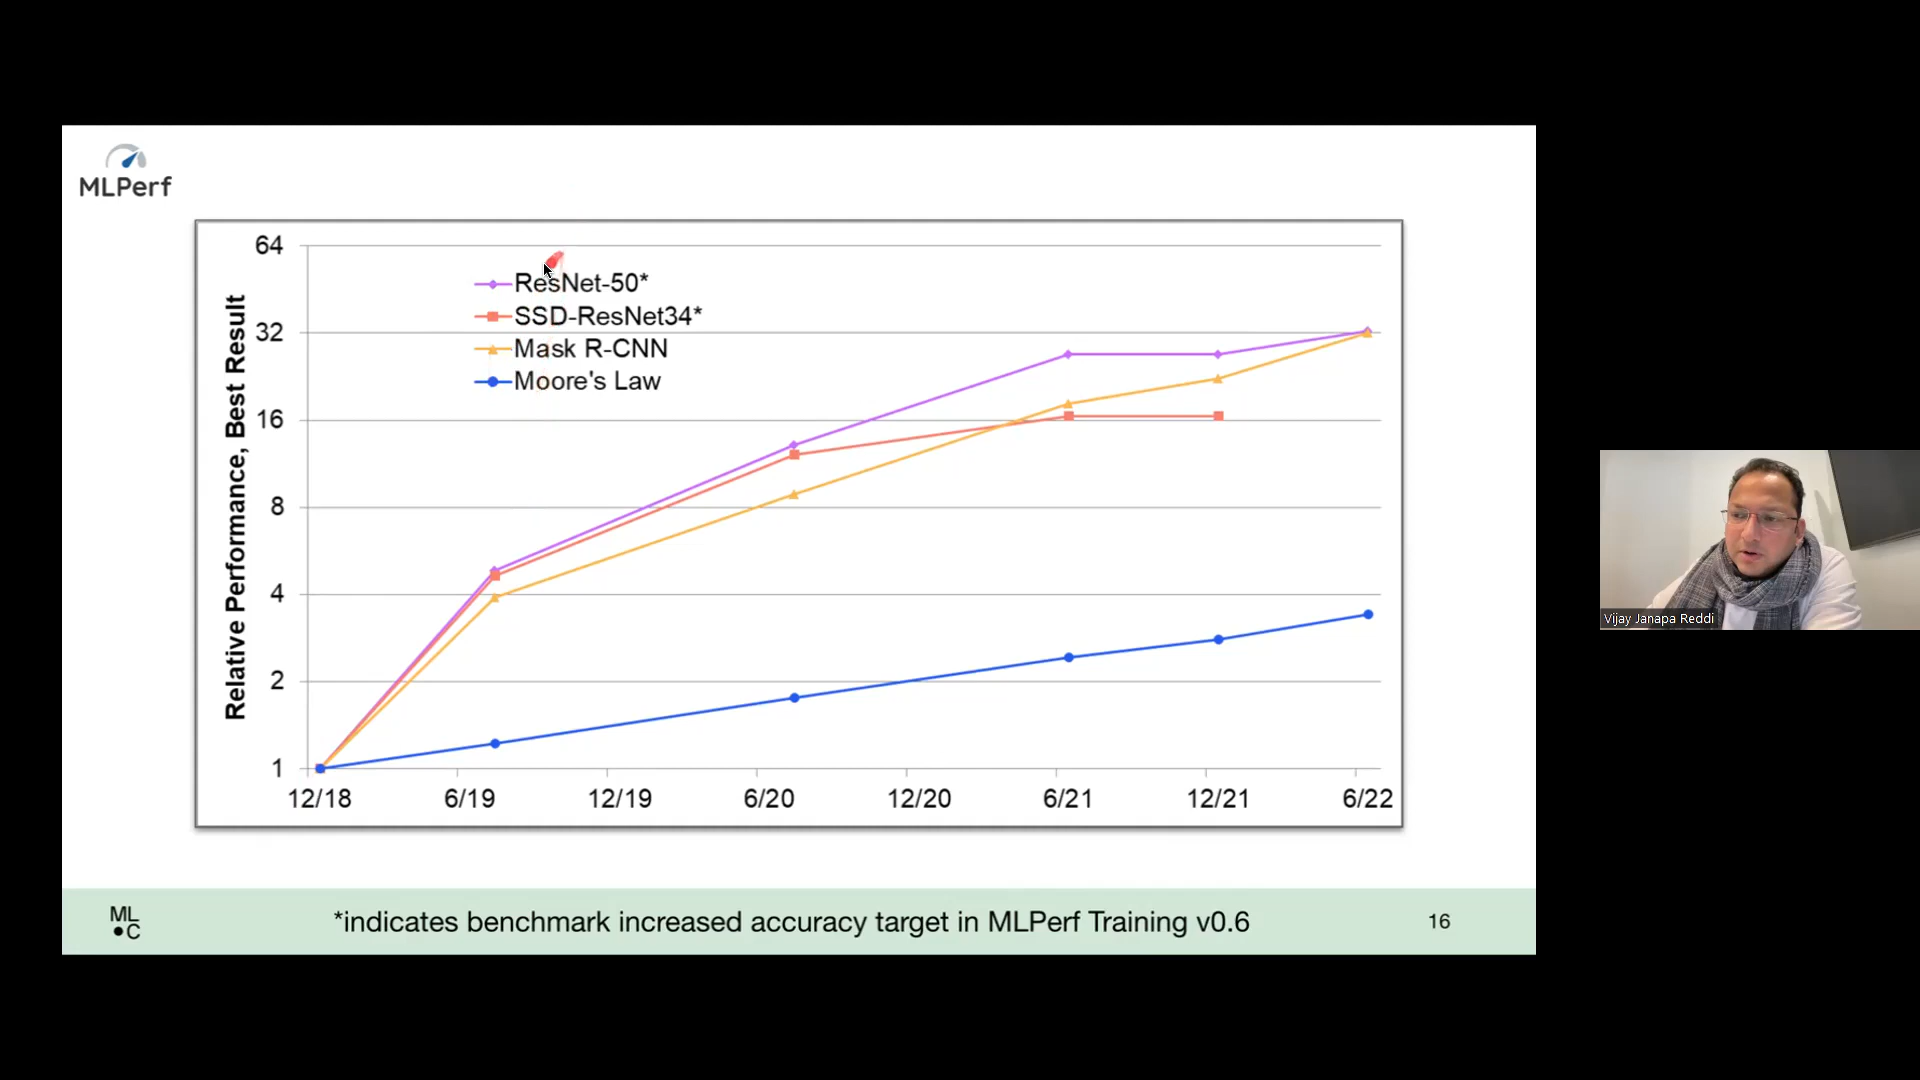 MLPerf
Relative Performance, Best Result
64
32
16
8
4
2
1
ResNet-50*
SSD-ResNet34*
Mask R-CNN
Moore's Law
12/18 6/19 12/19 6/20 12/20 6/21 12/21 6/22
ML
C
*indicates benchmark increased accuracy target in MLPerf Training v0.6
16
Vijay Janapa Reddi